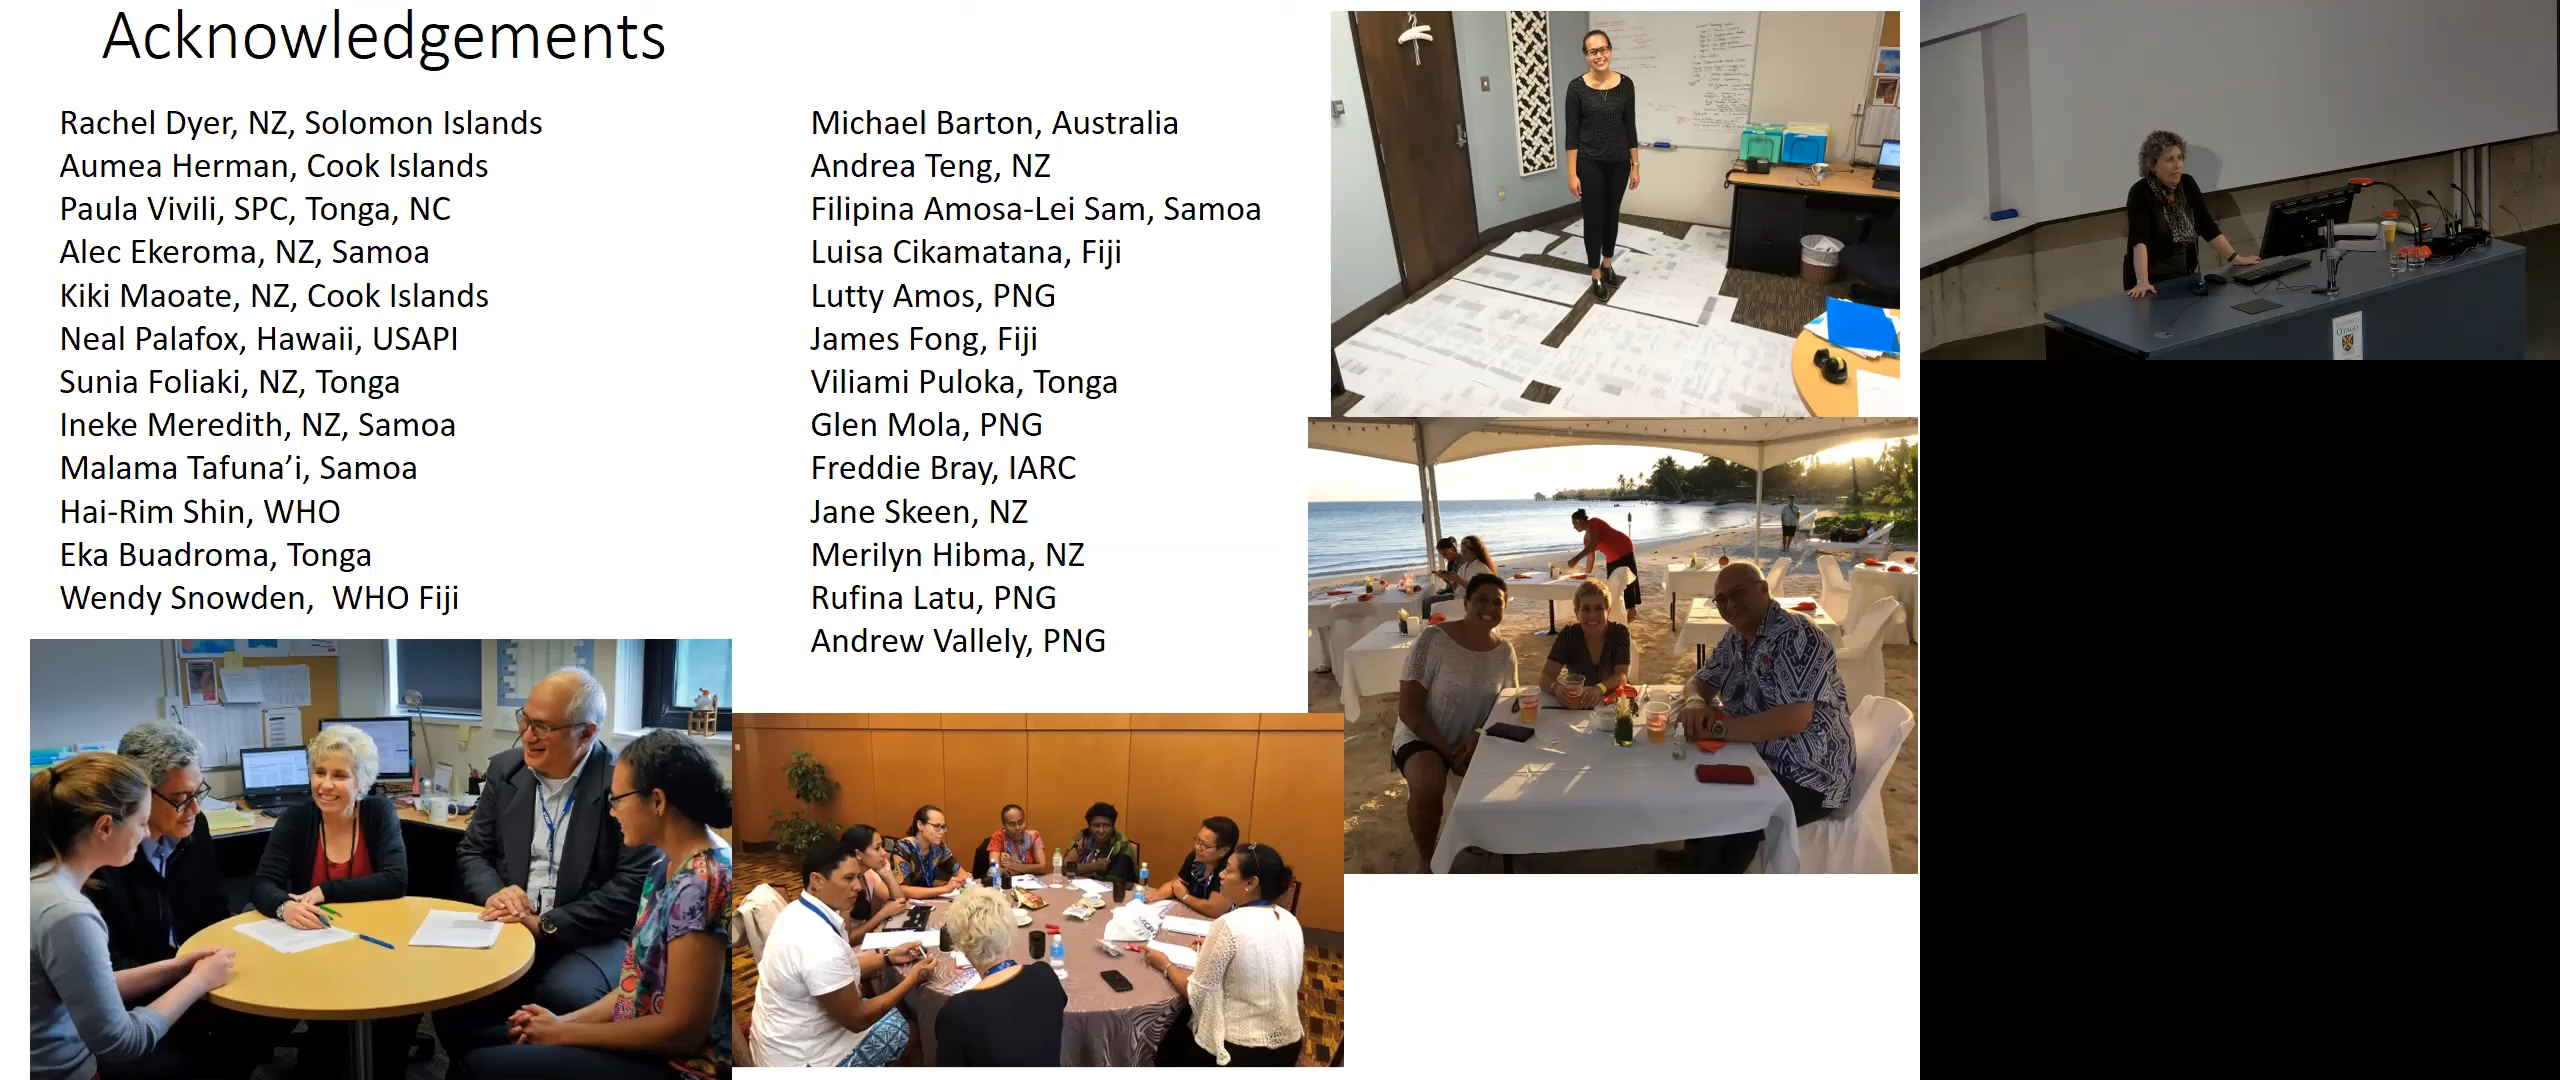 Acknowledgements
Rachel Dyer, NZ, Solomon Islands
Aumea Herman, Cook Islands
Paula Vivili, SPC, Tonga, NC
Alec Ekeroma, NZ, Samoa
Kiki Maoate, NZ, Cook Islands
Neal Palafox, Hawaii, USAPI
Sunia Foliaki, NZ, Tonga
Ineke Meredith, NZ, Samoa
Malama Tafuna’i, Samoa
Hai-Rim Shin, WHO
Eka Buadroma, Tonga
Wendy Snowden,  WHO Fiji
Michael Barton, Australia
Andrea Teng, NZ
Filipina Amosa-Lei Sam, Samoa
Luisa Cikamatana, Fiji
Lutty Amos, PNG
James Fong, Fiji
Viliami Puloka, Tonga
Glen Mola, PNG
Freddie Bray, IARC
Jane Skeen, NZ
Merilyn Hibma, NZ
Rufina Latu, PNG
Andrew Vallely, PNG
OTAGO